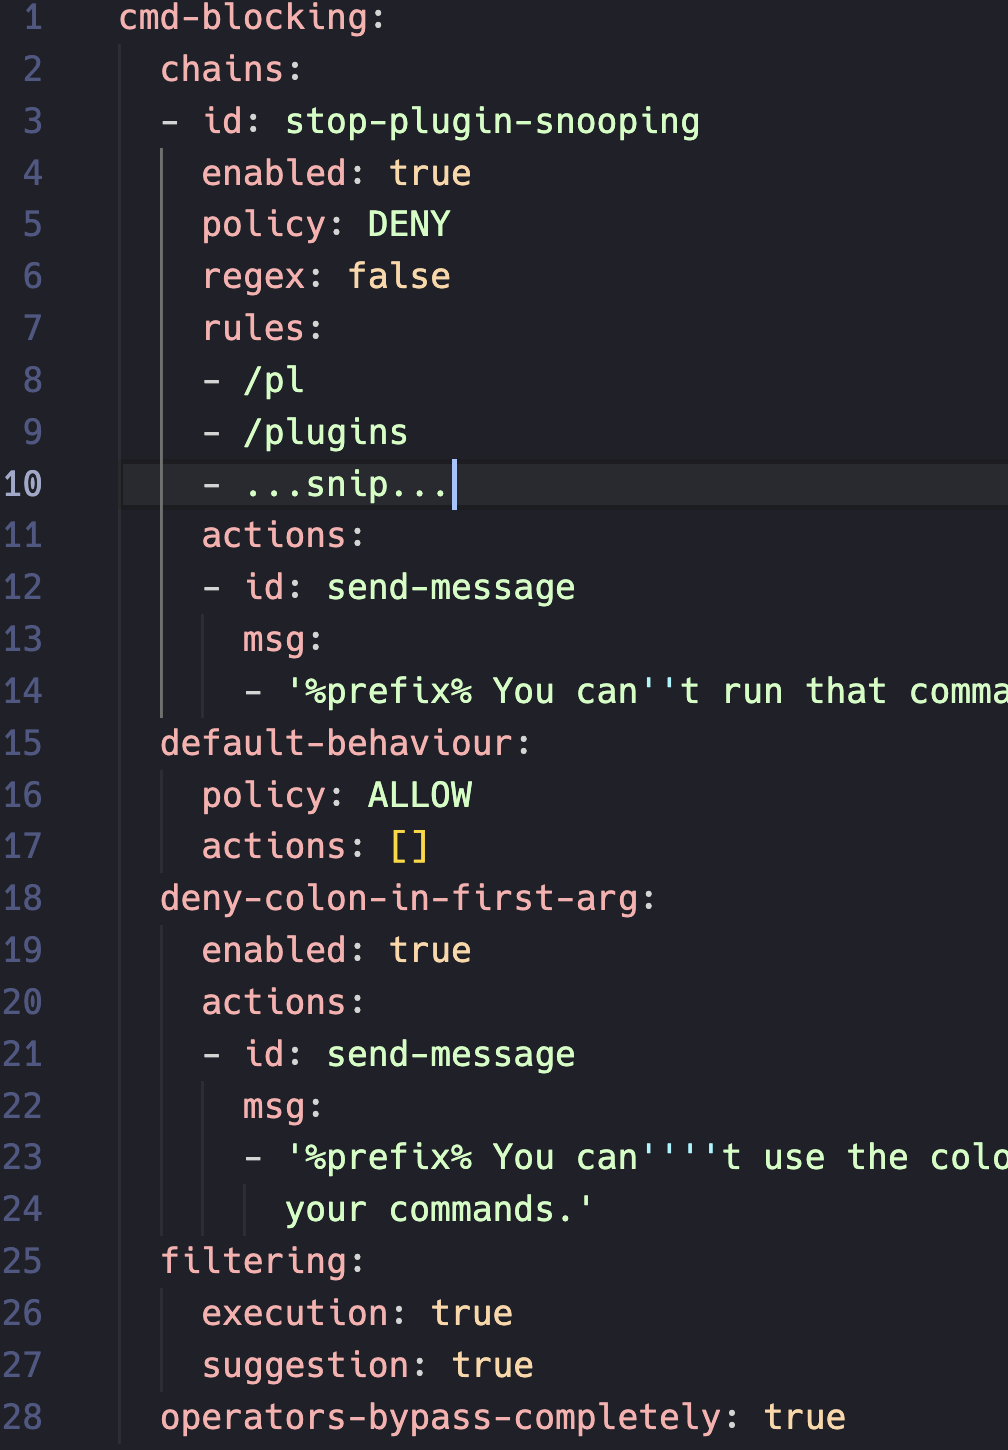 1 cmd-blocking:
2 chains:
3 - id: stop-plugin-snooping
4 enabled: true
5 policy: DENY
6 regex: false
7 rules:
8 - /pl
9 - /plugins
10 - ...snip...
11 actions:
12 - id: send-message
13 msg:
14 - '%prefix% You can''t run that comma
15 default-behaviour:
16 policy: ALLOW
17 actions: []
18 deny-colon-in-first-arg:
19 enabled: true
20 actions:
21 - id: send-message
22 msg:
23 - '%prefix% You can''''t use the colo
24 your commands.'
25 filtering:
26 execution: true
27 suggestion: true
28 operators-bypass-completely: true